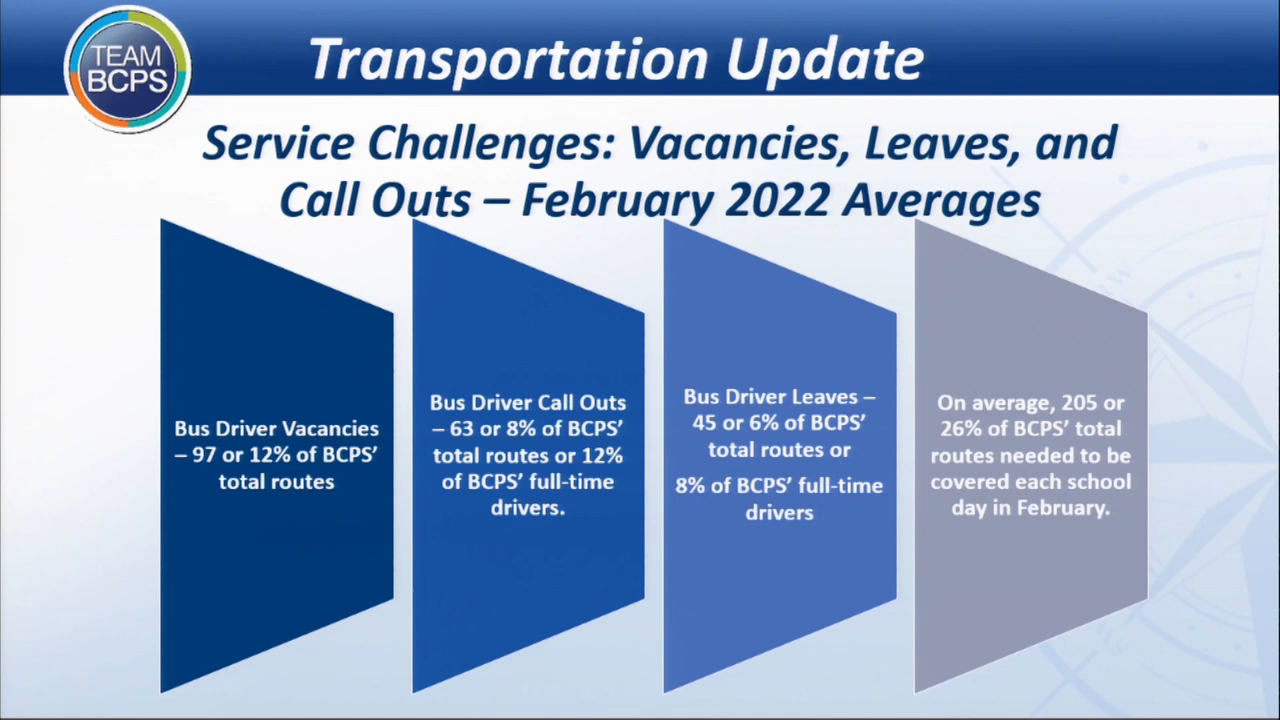 TEAM
BCPS
Transportation Update
Service Challenges: Vacancies, Leaves, and
Call Outs – February 2022 Averages
Bus Driver Vacancies
– 97 or 12% of BCPS’
total routes
Bus Driver Call Outs
– 63 or 8% of BCPS’
total routes or 12%
of BCPS’ full-time
drivers.
Bus Driver Leaves –
45 or 6% of BCPS’
total routes or
8% of BCPS’ full-time
drivers
On average, 205 or
26% of BCPS’ total
routes needed to be
covered each school
day in February.